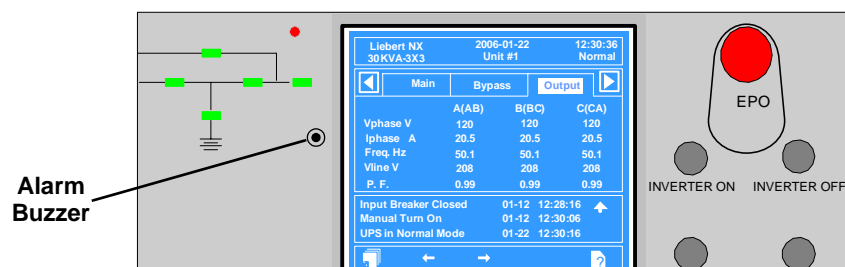 Liebert NX 2006-01-22 12:30:36
30KVA-3X3 Unit #1 Normal
Main Bypass Output
A(AB) B(BC) C(CA)
Vphase V 120 120 120
Iphase A 20.5 20.5 20.5
Freq. Hz 50.1 50.1 50.1
Vline V 208 208 208
P. F. 0.99 0.99 0.99
Input Breaker Closed 01-12 12:28:16
Manual Turn On 01-12 12:30:06
UPS in Normal Mode 01-22 12:30:16
?
EPO
INVERTER ON INVERTER OFF
Alarm
Buzzer